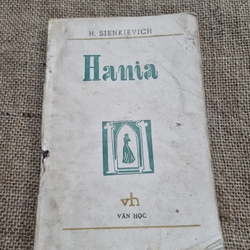 H. SIENKIEVICH
Hania
vh
VĂN HỌC